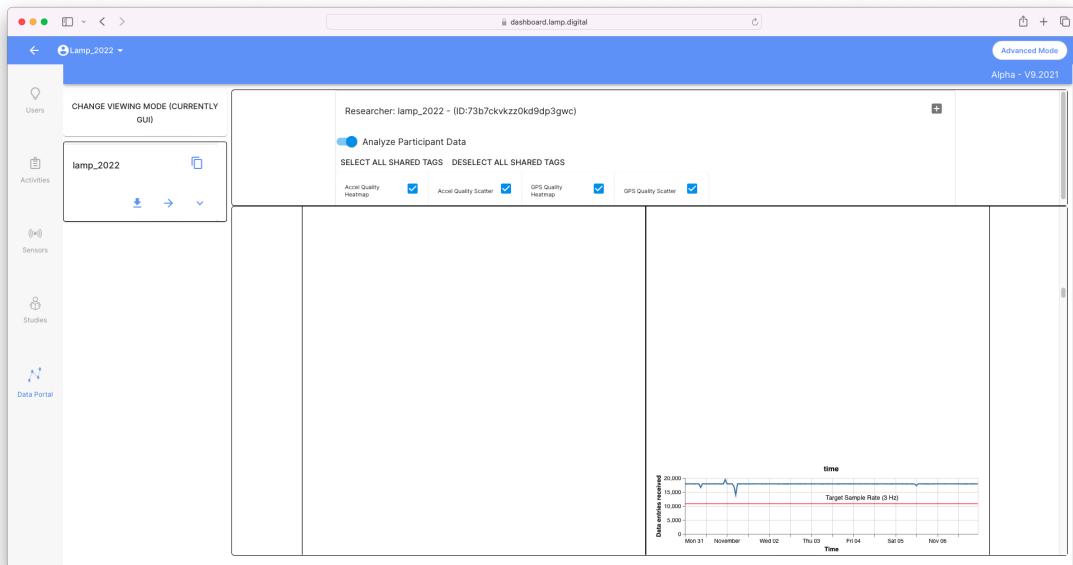 dashboard.lamp.digital
Lamp_2022
Advanced Mode
Alpha - V9.2021
Users
Activities
Sensors
Studies
Data Portal
CHANGE VIEWING MODE (CURRENTLY
GUI)
lamp_2022
Researcher: lamp_2022 - (ID:73b7ckvkzz0kd9dp3gwc)
Analyze Participant Data
SELECT ALL SHARED TAGS DESELECT ALL SHARED TAGS
Accel Quality
Heatmap
Accel Quality Scatter
GPS Quality
Heatmap
GPS Quality Scatter
time
Data entries received
20,000
15,000
10,000
5,000
0
Target Sample Rate (3 Hz)
Mon 31 November Wed 02 Thu 03 Fri 04 Sat 05 Nov 06
Time